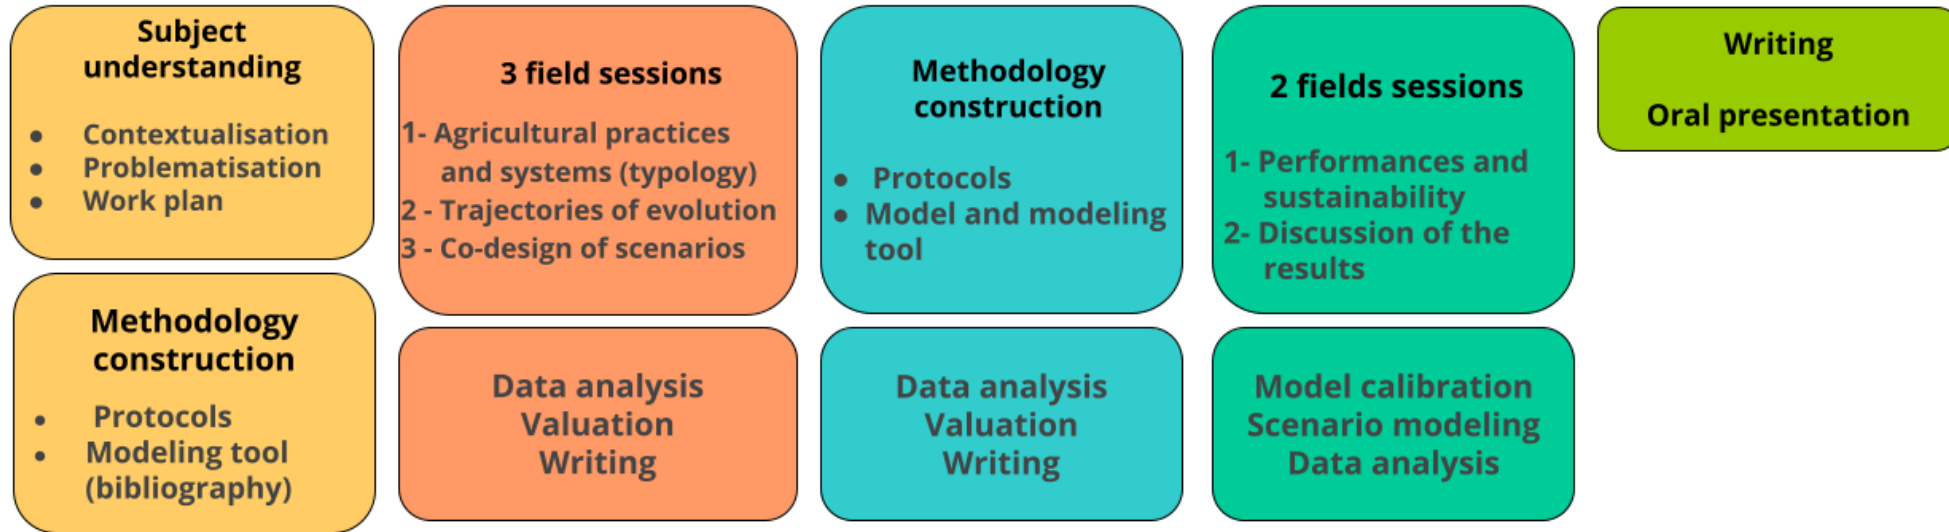 Subject
understanding
● Contextualisation
● Problematisation
● Work plan
Methodology
construction
● Protocols
● Modeling tool
(bibliography)
3 field sessions
1- Agricultural practices
and systems (typology)
2 - Trajectories of evolution
3 - Co-design of scenarios
Data analysis
Valuation
Writing
Methodology
construction
● Protocols
● Model and modeling
tool
Data analysis
Valuation
Writing
2 fields sessions
1- Performances and
sustainability
2- Discussion of the
results
Model calibration
Scenario modeling
Data analysis
Writing
Oral presentation